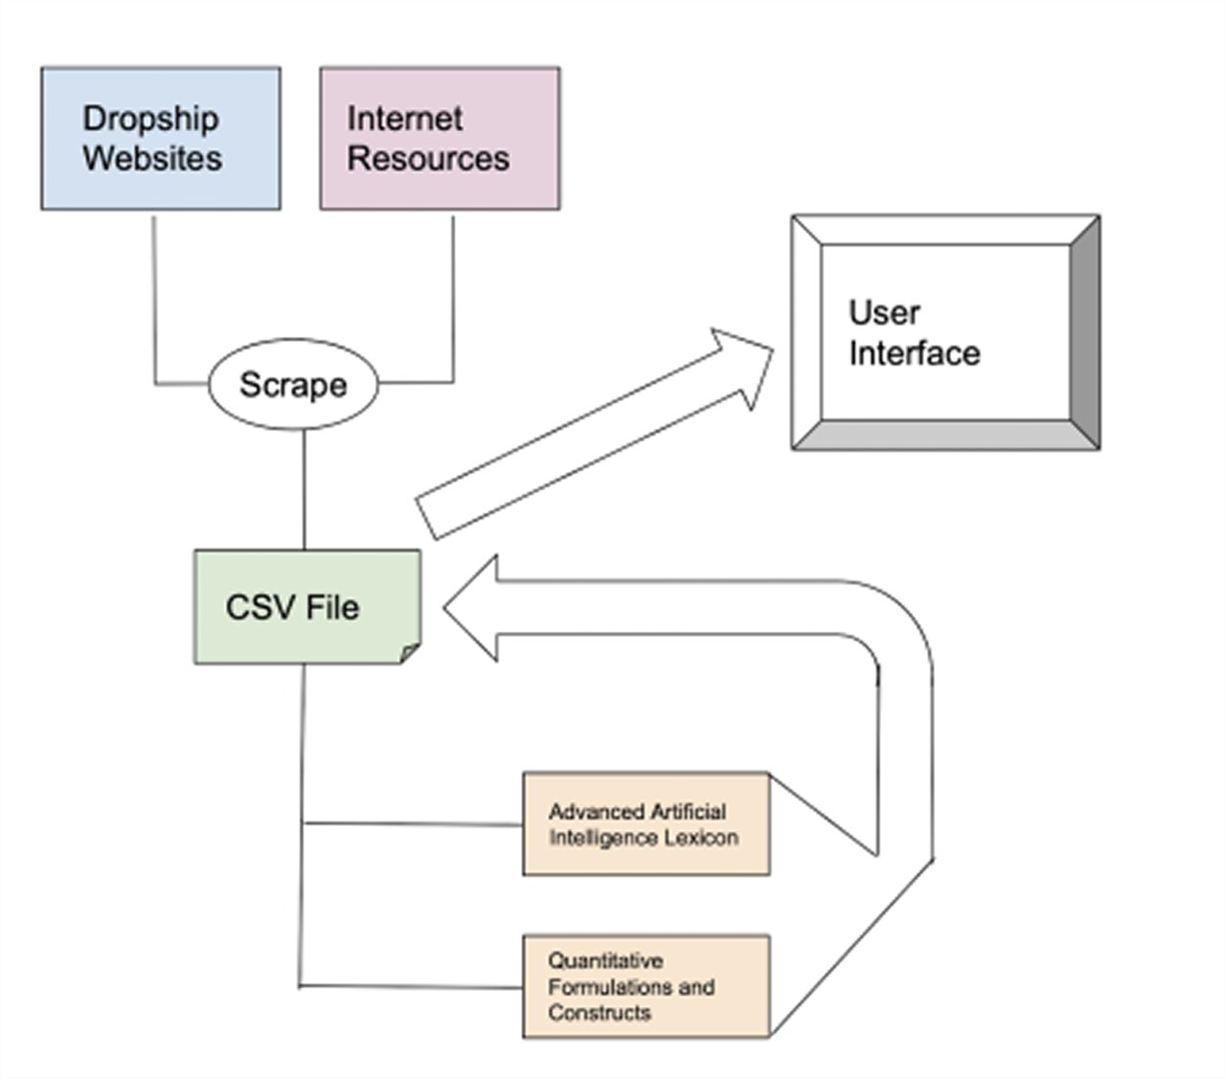 Dropship
Websites
Internet
Resources
User
Interface
Scrape
CSV File
Advanced Artificial
Intelligence Lexicon
Quantitative
Formulations and
Constructs